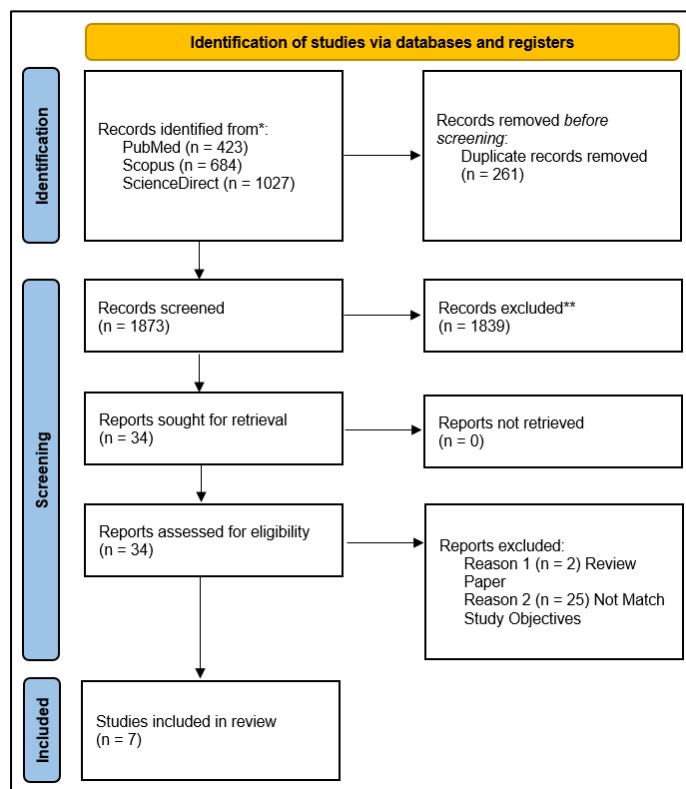 Identification of studies via databases and registers
Identification
Records identified from*:
PubMed (n = 423)
Scopus (n = 684)
ScienceDirect (n = 1027)
Records removed before
screening:
Duplicate records removed
(n = 261)
Screening
Records screened
(n = 1873)
Records excluded**
(n = 1839)
Reports sought for retrieval
(n = 34)
Reports not retrieved
(n = 0)
Reports assessed for eligibility
(n = 34)
Reports excluded:
Reason 1 (n = 2) Review
Paper
Reason 2 (n = 25) Not Match
Study Objectives
Included
Studies included in review
(n = 7)